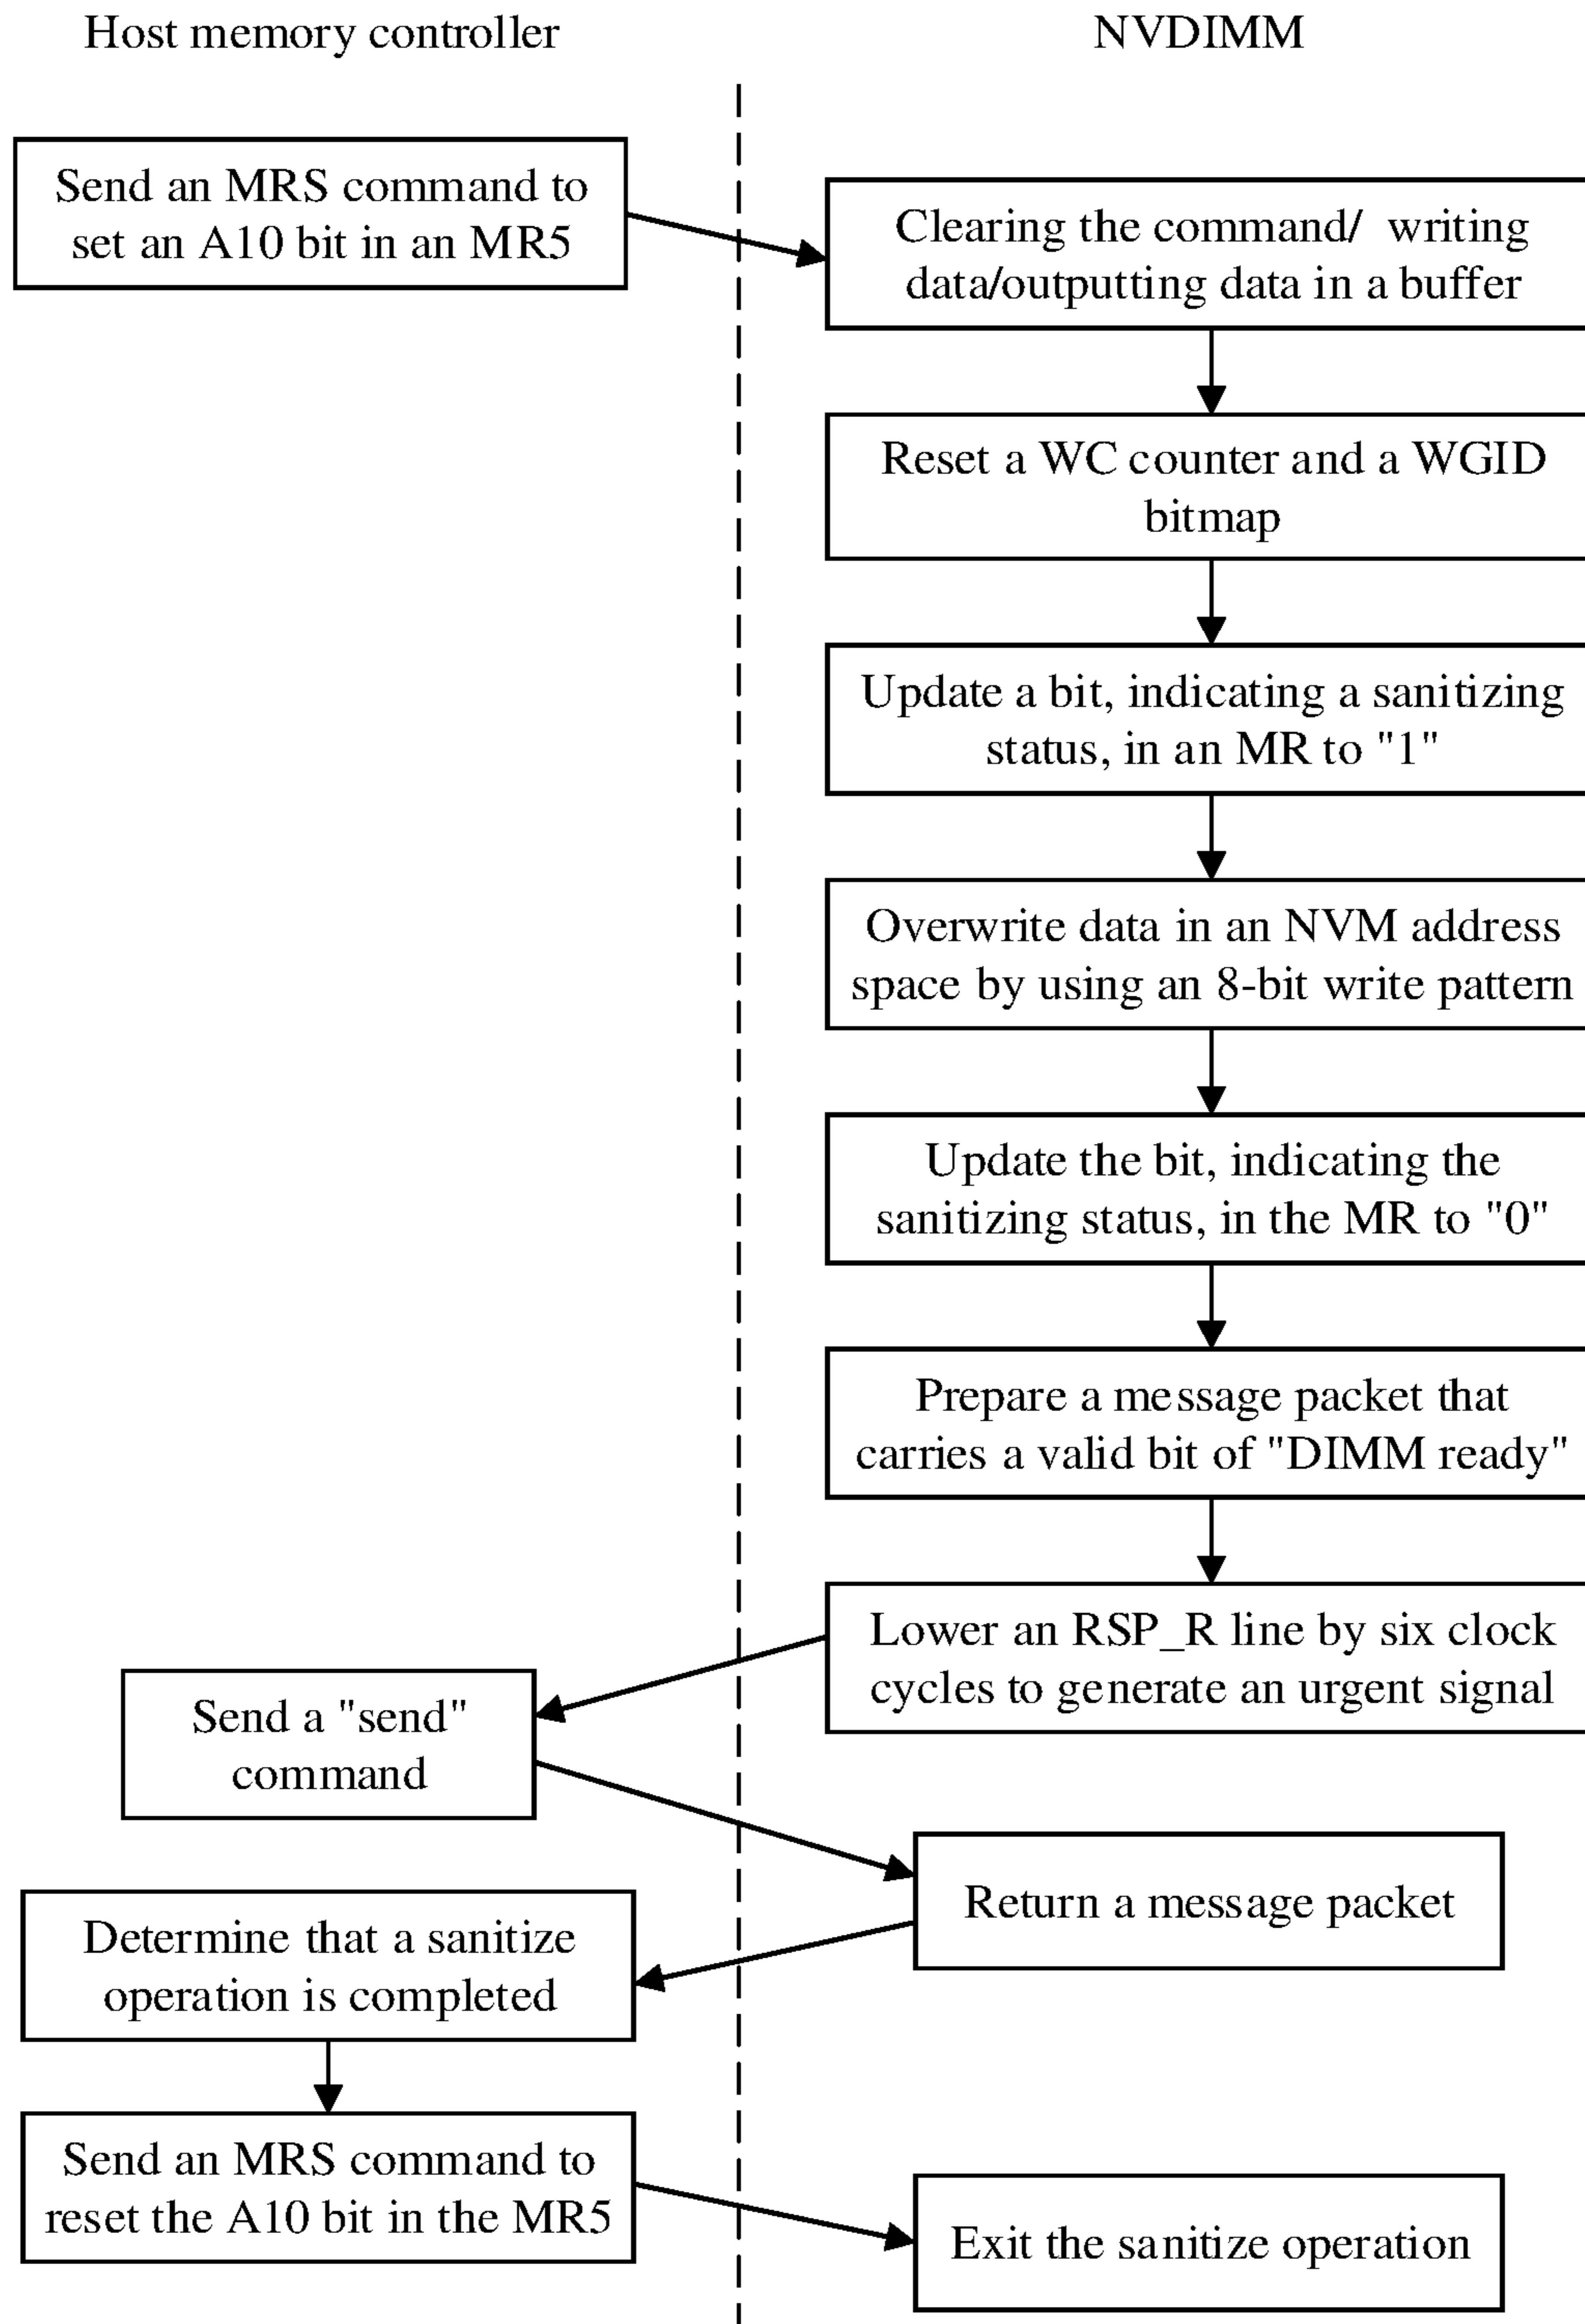 Host memory controller
NVDIMM
Send an MRS command to
set an A10 bit in an MR5
Clearing the command/ writing
data/outputting data in a buffer
Reset a WC counter and a WGID
bitmap
Update a bit, indicating a sanitizing
status, in an MR to "1"
Overwrite data in an NVM address
space by using an 8-bit write pattern
Update the bit, indicating the
sanitizing status, in the MR to "0"
Prepare a message packet that
carries a valid bit of "DIMM ready"
Lower an RSP_R line by six clock
cycles to generate an urgent signal
Send a "send"
command
Return a message packet
Determine that a sanitize
operation is completed
Send an MRS command to
reset the A10 bit in the MR5
Exit the sanitize operation